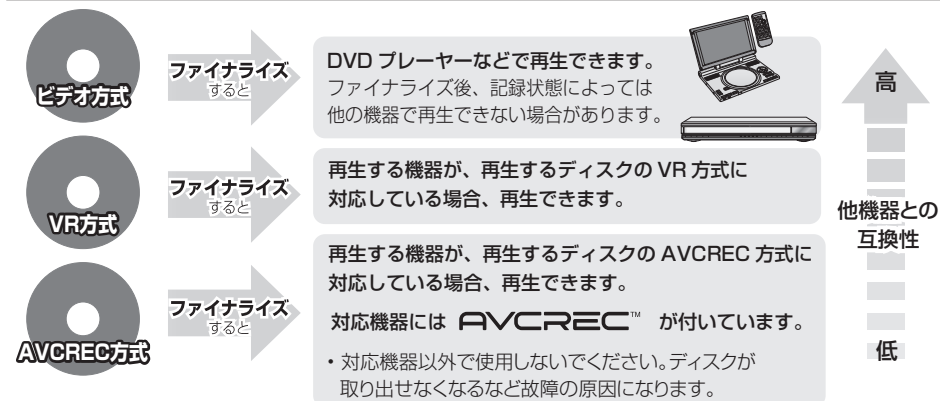 ビデオ方式
ファイナライズ
すると
DVD プレーヤーなどで再生できます。
ファイナライズ後、記録状態によっては
他の機器で再生できない場合があります。
VR方式
ファイナライズ
すると
再生する機器が、再生するディスクの VR 方式に
対応している場合、再生できます。
AVCREC方式
ファイナライズ
すると
再生する機器が、再生するディスクの AVCREC 方式に
対応している場合、再生できます。
対応機器には AVCREC™ が付いています。
・対応機器以外で使用しないでください。ディスクが
取り出せなくなるなど故障の原因になります。
高
他機器との
互換性
低